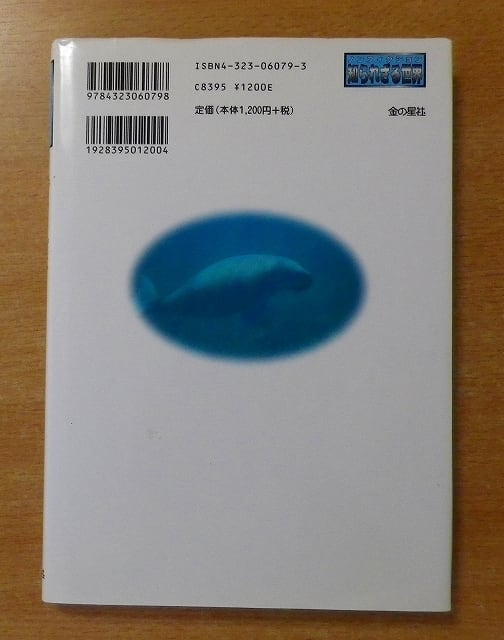 ISBN4-323-06079-3
C8395 ¥1200E
定価(本体1,200円+税)
9784323060798
1928395012004
知られざる世界
金の星社